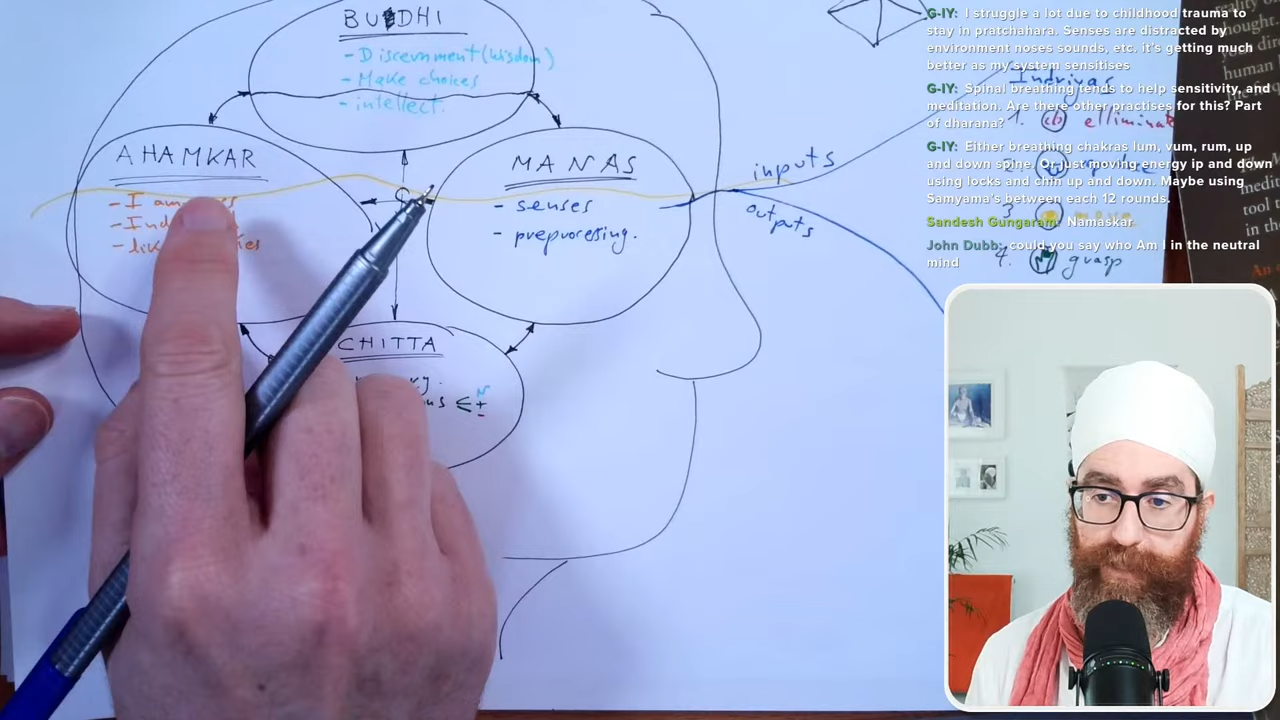 BUDDHI
- Discernment (wisdom)
- Make choices
- intellect.
AHAMKAR
- I am
MANAS
- senses
- preprocessing.
CHITTA
N
+
-
inputs
outputs
Indriyas
1. elliminate
2.
3.
4. grasp
G-IY: I struggle a lot due to childhood trauma to
stay in pratchahara. Senses are distracted by
environment noses sounds, etc. it's getting much
better as my system sensitises
G-IY: Spinal breathing tends to help sensitivity, and
meditation. Are there other practises for this? Part
of dharana?
G-IY: Either breathing chakras lum, vum, rum, up
and down spine. Or just moving energy ip and down
using locks and chin up and down. Maybe using
Samyama's between each 12 rounds.
Sandesh Gungaram: Namaskar.
John Dubb: could you say who Am I in the neutral
mind